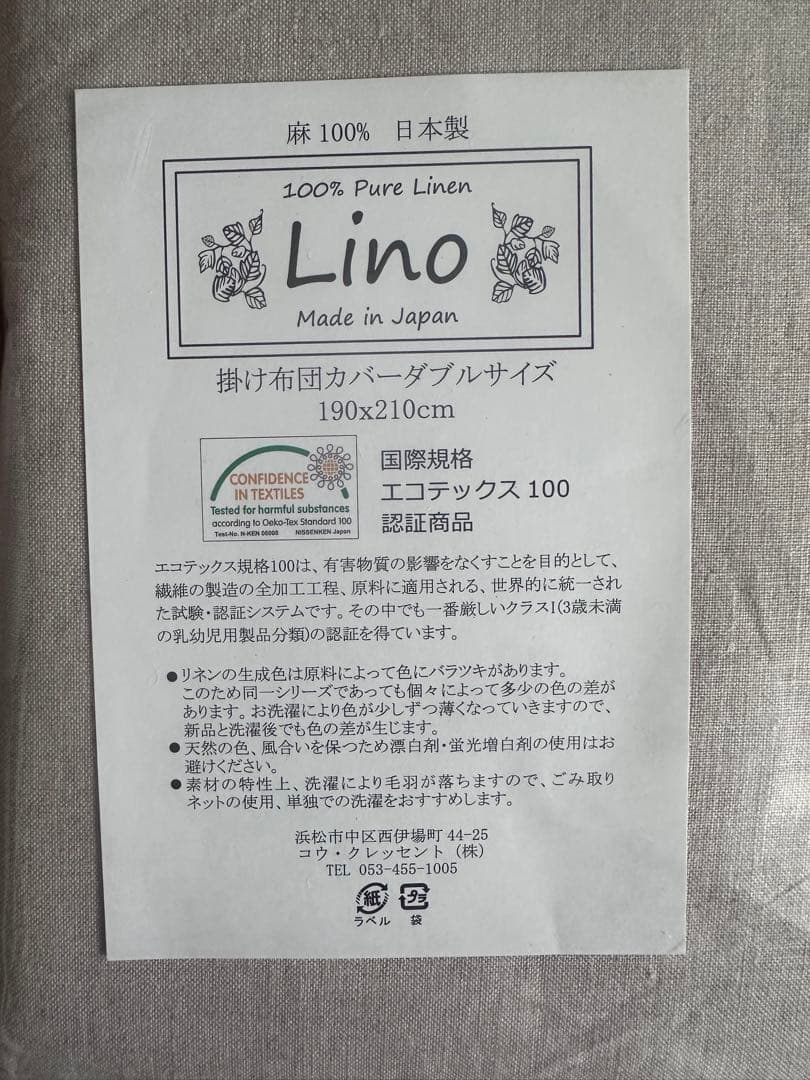 麻100% 日本製
100% Pure Linen
Lino
Made in Japan
掛け布団カバーダブルサイズ
190x210cm
CONFIDENCE
IN TEXTILES
Tested for harmful substances
according to Oeko-Tex Standard 100
Test-No. N-KEN 06008 NISSENKEN Japan
国際規格
エコテックス100
認証商品
エコテックス規格100は、有害物質の影響をなくすことを目的として、
繊維の製造の全加工工程、原料に適用される、世界的に統一され
た試験・認証システムです。その中でも一番厳しいクラスI(3歳未満
の乳幼児用製品分類)の認証を得ています。
●リネンの生成色は原料によって色にバラツキがあります。
このため同一シリーズであっても個々によって多少の色の差が
あります。お洗濯により色が少しずつ薄くなっていきますので、
新品と洗濯後でも色の差が生じます。
●天然の色、風合いを保つため漂白剤・蛍光増白剤の使用はお
避けください。
●素材の特性上、洗濯により毛羽が落ちますので、ごみ取り
ネットの使用、単独での洗濯をおすすめします。
浜松市中区西伊場町44-25
コウ・クレッセント（株）
TEL 053-455-1005
紙 プラ
ラベル 袋